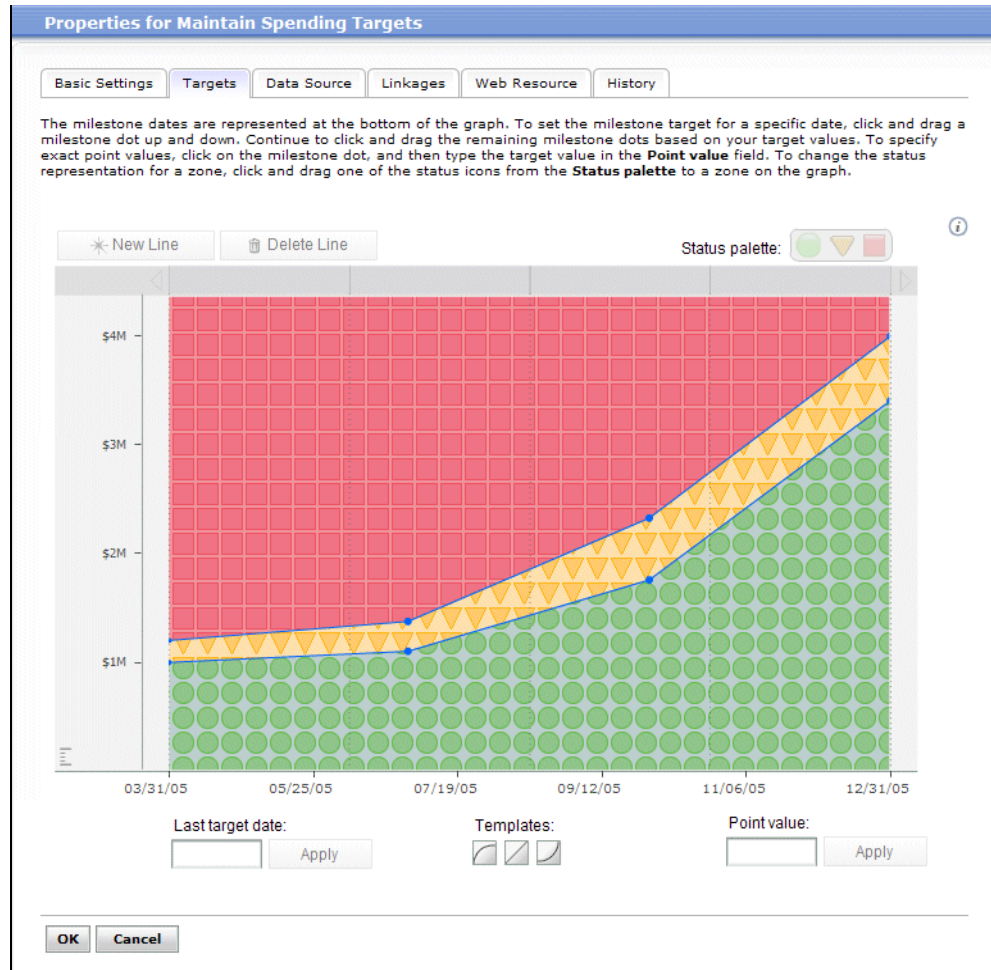 Properties for Maintain Spending Targets
Basic Settings Targets Data Source Linkages Web Resource History
The milestone dates are represented at the bottom of the graph. To set the milestone target for a specific date, click and drag a
milestone dot up and down. Continue to click and drag the remaining milestone dots based on your target values. To specify
exact point values, click on the milestone dot, and then type the target value in the Point value field. To change the status
representation for a zone, click and drag one of the status icons from the Status palette to a zone on the graph.
New Line Delete Line Status palette:
$4M
$3M
$2M
$1M
03/31/05 05/25/05 07/19/05 09/12/05 11/06/05 12/31/05
Last target date: Templates: Point value:
Apply Apply
OK Cancel